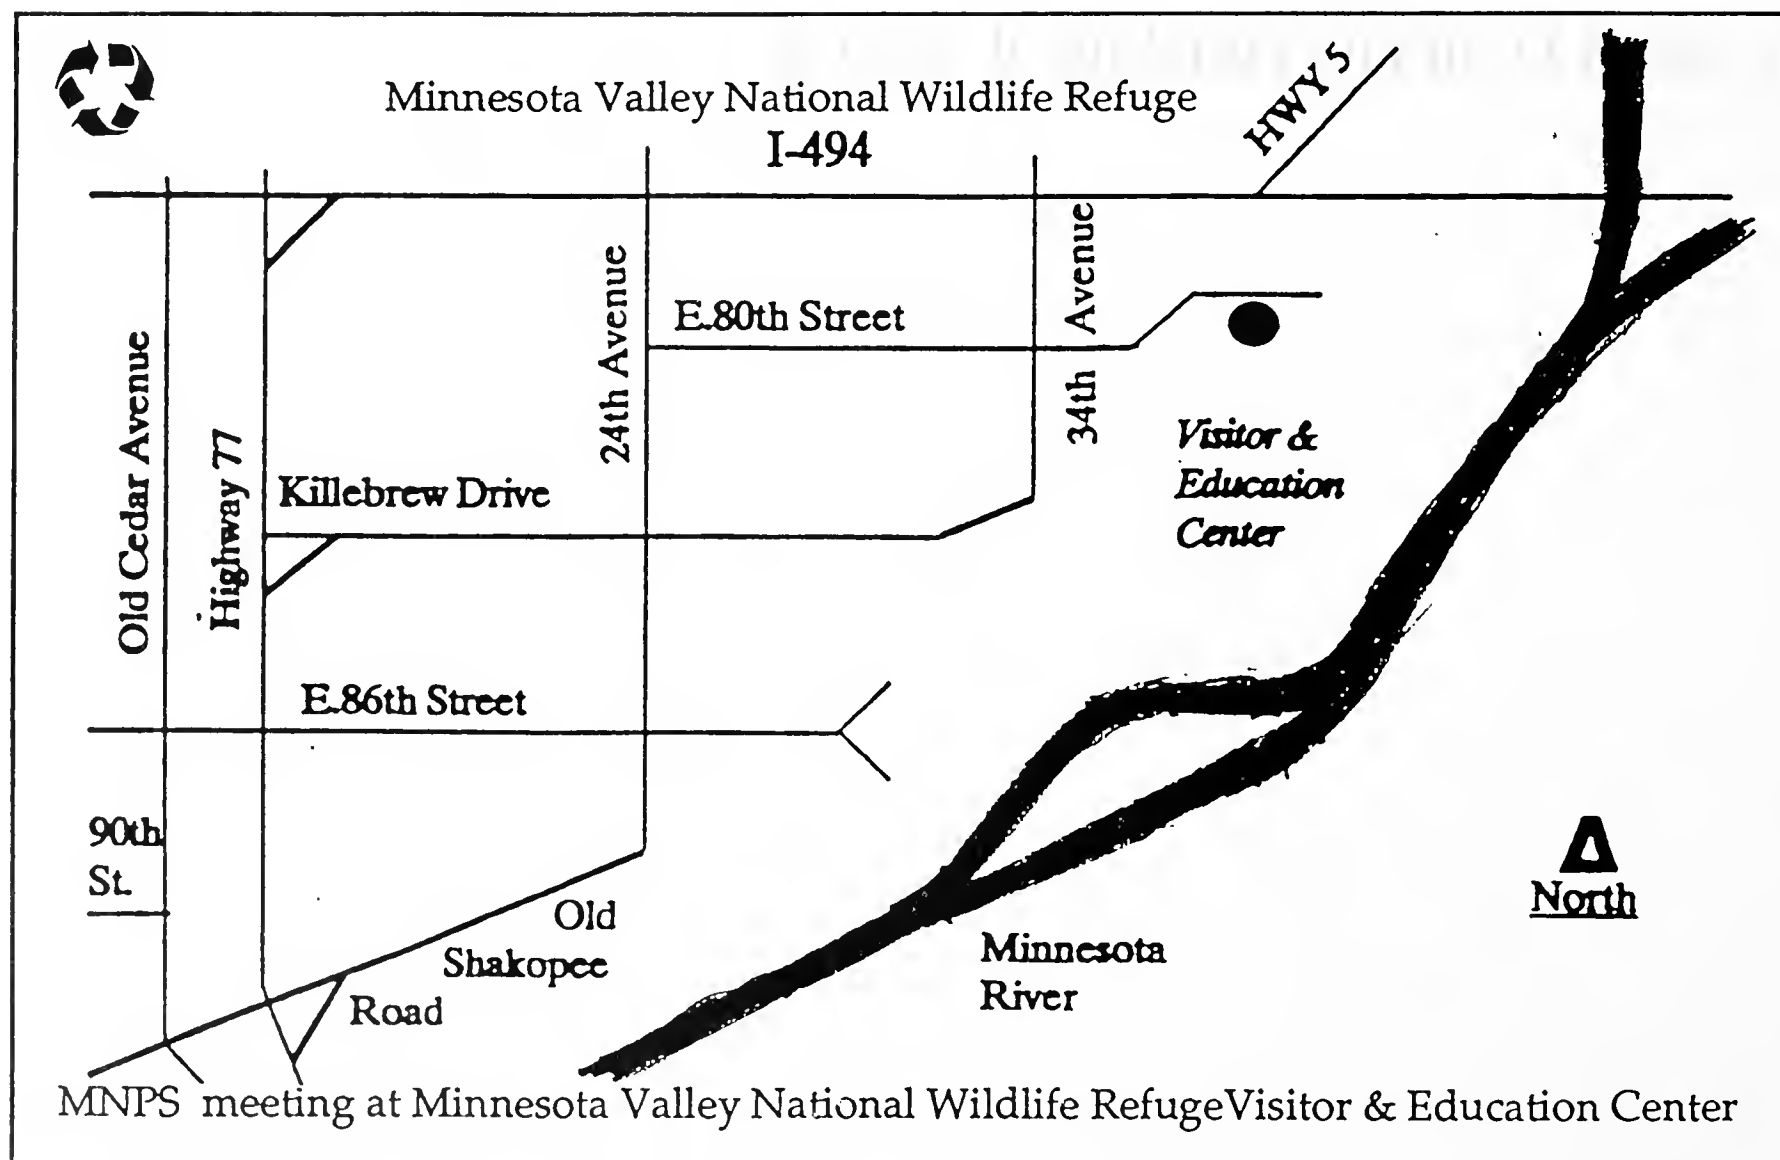 Minnesota Valley National Wildlife Refuge
I-494
HWY 5
Old Cedar Avenue
Highway 77
24th Avenue
34th Avenue
E.80th Street
Killebrew Drive
Visitor &
Education
Center
E.86th Street
90th
St.
Old
Shakopee
Road
Minnesota
River
North
MNPS meeting at Minnesota Valley National Wildlife RefugeVisitor & Education Center